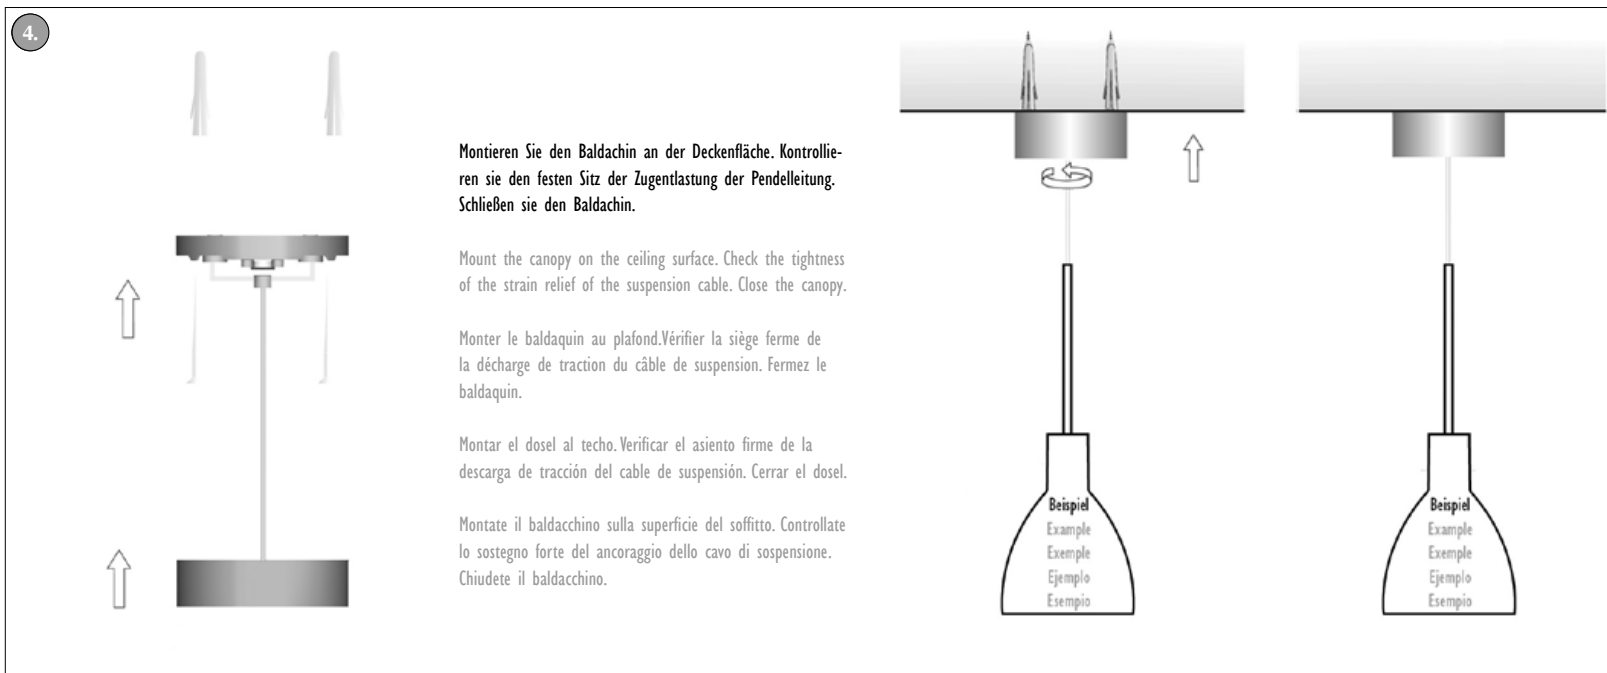 4.
Montieren Sie den Baldachin an der Deckenfläche. Kontrollie-
ren sie den festen Sitz der Zugentlastung der Pendelleitung.
Schließen sie den Baldachin.
Mount the canopy on the ceiling surface. Check the tightness
of the strain relief of the suspension cable. Close the canopy.
Monter le baldaquin au plafond.Vérifier la siège ferme de
la décharge de traction du câble de suspension. Fermez le
baldaquin.
Montar el dosel al techo. Verificar el asiento firme de la
descarga de tracción del cable de suspensión. Cerrar el dosel.
Montate il baldacchino sulla superficie del soffitto. Controllate
lo sostegno forte del ancoraggio dello cavo di sospensione.
Chiudete il baldacchino.
Beispiel
Example
Exemple
Ejemplo
Esempio
Beispiel
Example
Exemple
Ejemplo
Esempio